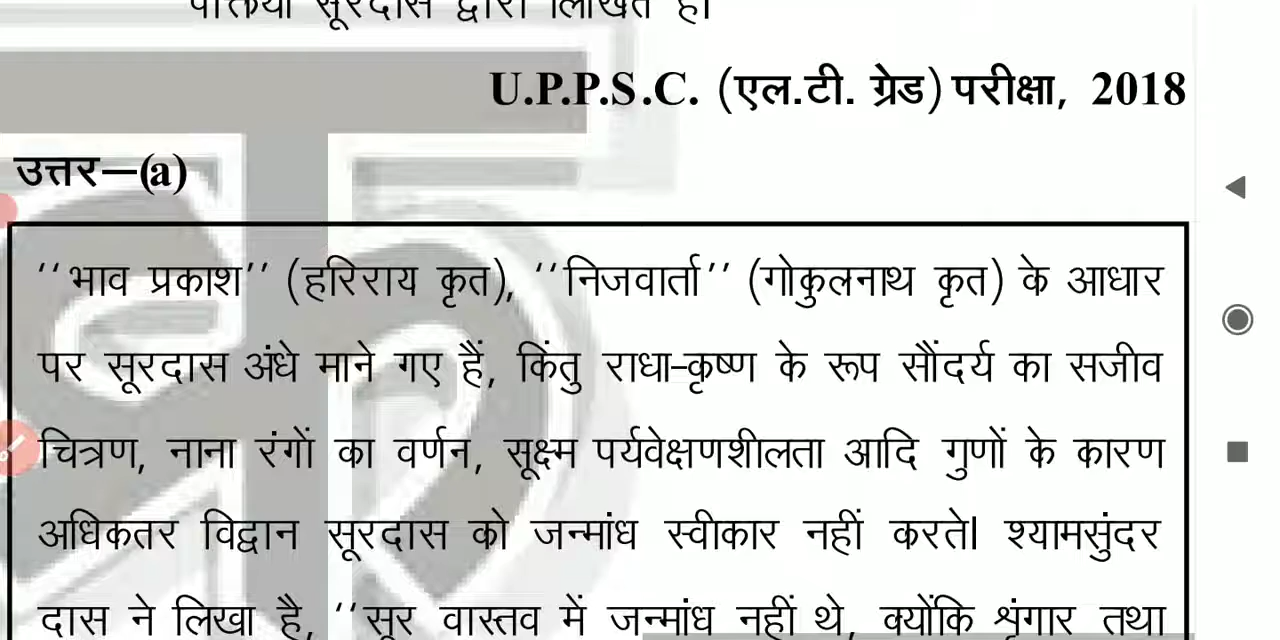 पंक्तियाँ सूरदास द्वारा लिखित हैं।
U.P.P.S.C. (एल.टी. ग्रेड) परीक्षा, 2018
उत्तर—(a)
‘‘भाव प्रकाश’’ (हरिराय कृत), ‘‘निजवार्ता’’ (गोकुलनाथ कृत) के आधार
पर सूरदास अंधे माने गए हैं, किंतु राधा-कृष्ण के रूप सौंदर्य का सजीव
चित्रण, नाना रंगों का वर्णन, सूक्ष्म पर्यवेक्षणशीलता आदि गुणों के कारण
अधिकतर विद्वान सूरदास को जन्मांध स्वीकार नहीं करते। श्यामसुंदर
दास ने लिखा है, ‘‘सूर वास्तव में जन्मांध नहीं थे, क्योंकि शृंगार तथा